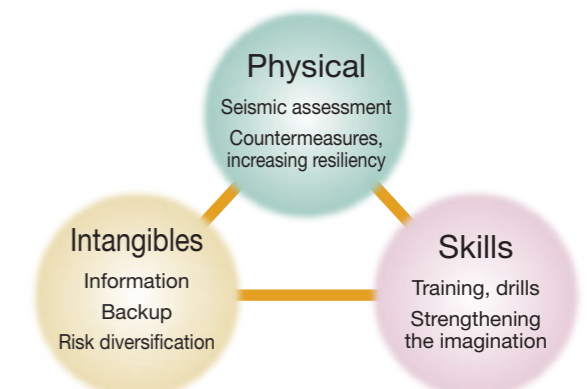 Physical
Seismic assessment
Countermeasures,
increasing resiliency
Intangibles
Information
Backup
Risk diversification
Skills
Training, drills
Strengthening
the imagination